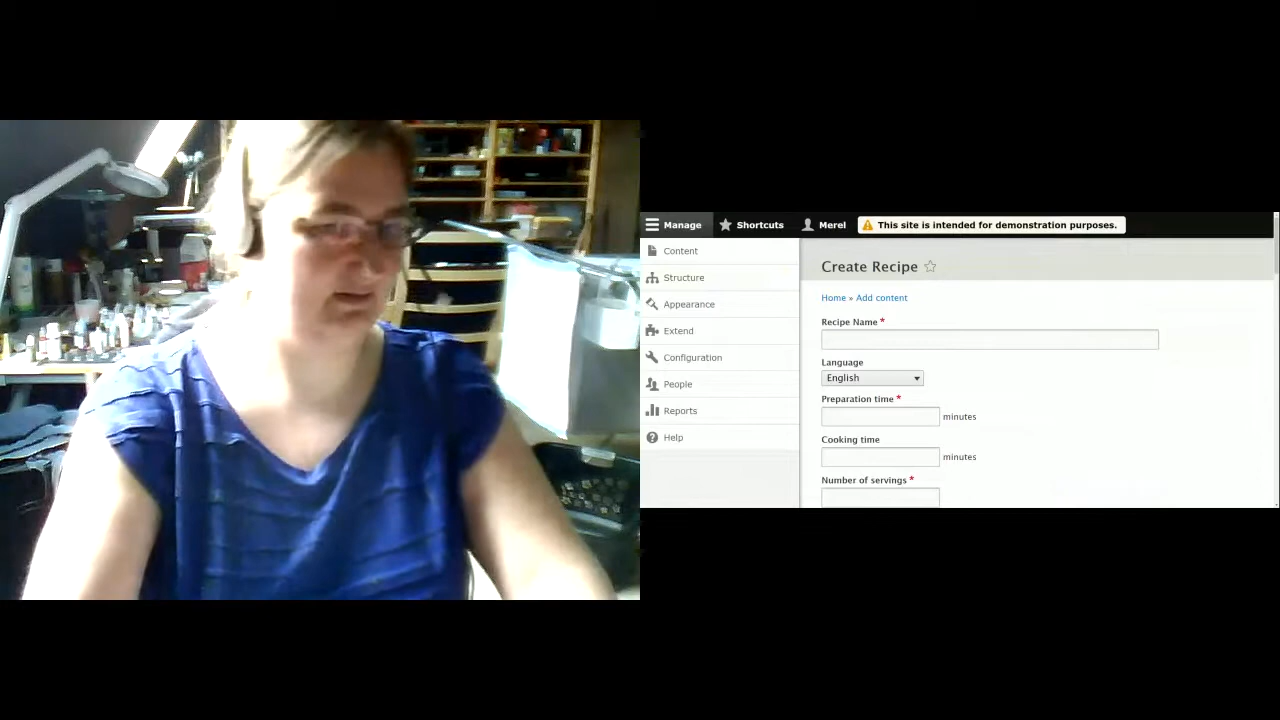 Manage Shortcuts Merel This site is intended for demonstration purposes.
Content
Structure
Appearance
Extend
Configuration
People
Reports
Help
Create Recipe
Home » Add content
Recipe Name *
Language
English
Preparation time *
minutes
Cooking time
minutes
Number of servings *